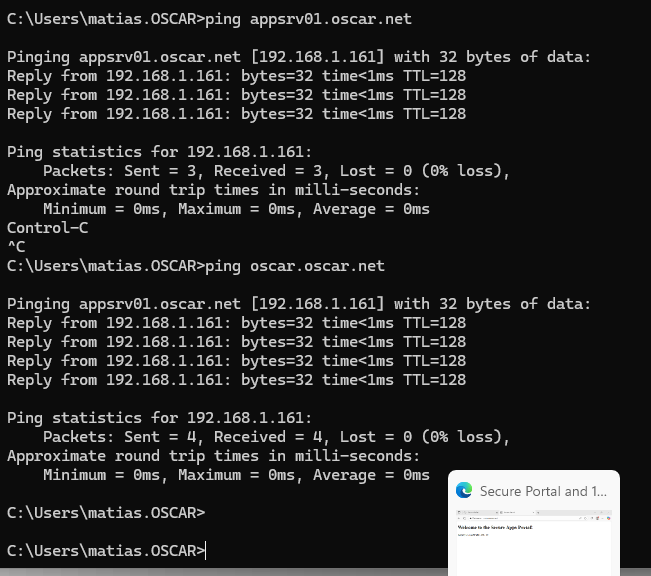 C:\Users\matias.OSCAR>ping appsrv01.oscar.net
Pinging appsrv01.oscar.net [192.168.1.161] with 32 bytes of data:
Reply from 192.168.1.161: bytes=32 time<1ms TTL=128
Reply from 192.168.1.161: bytes=32 time<1ms TTL=128
Reply from 192.168.1.161: bytes=32 time<1ms TTL=128
Ping statistics for 192.168.1.161:
    Packets: Sent = 3, Received = 3, Lost = 0 (0% loss),
Approximate round trip times in milli-seconds:
    Minimum = 0ms, Maximum = 0ms, Average = 0ms
Control-C
^C
C:\Users\matias.OSCAR>ping oscar.oscar.net
Pinging appsrv01.oscar.net [192.168.1.161] with 32 bytes of data:
Reply from 192.168.1.161: bytes=32 time<1ms TTL=128
Reply from 192.168.1.161: bytes=32 time<1ms TTL=128
Reply from 192.168.1.161: bytes=32 time<1ms TTL=128
Reply from 192.168.1.161: bytes=32 time<1ms TTL=128
Ping statistics for 192.168.1.161:
    Packets: Sent = 4, Received = 4, Lost = 0 (0% loss),
Approximate round trip times in milli-seconds:
    Minimum = 0ms, Maximum = 0ms, Average = 0ms
C:\Users\matias.OSCAR>
C:\Users\matias.OSCAR>
Secure Portal and 1...
Welcome to the Secure Apps Portal!